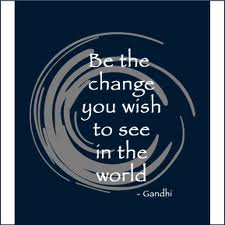 Be the
change
you wish
to see
in the
world
- Gandhi